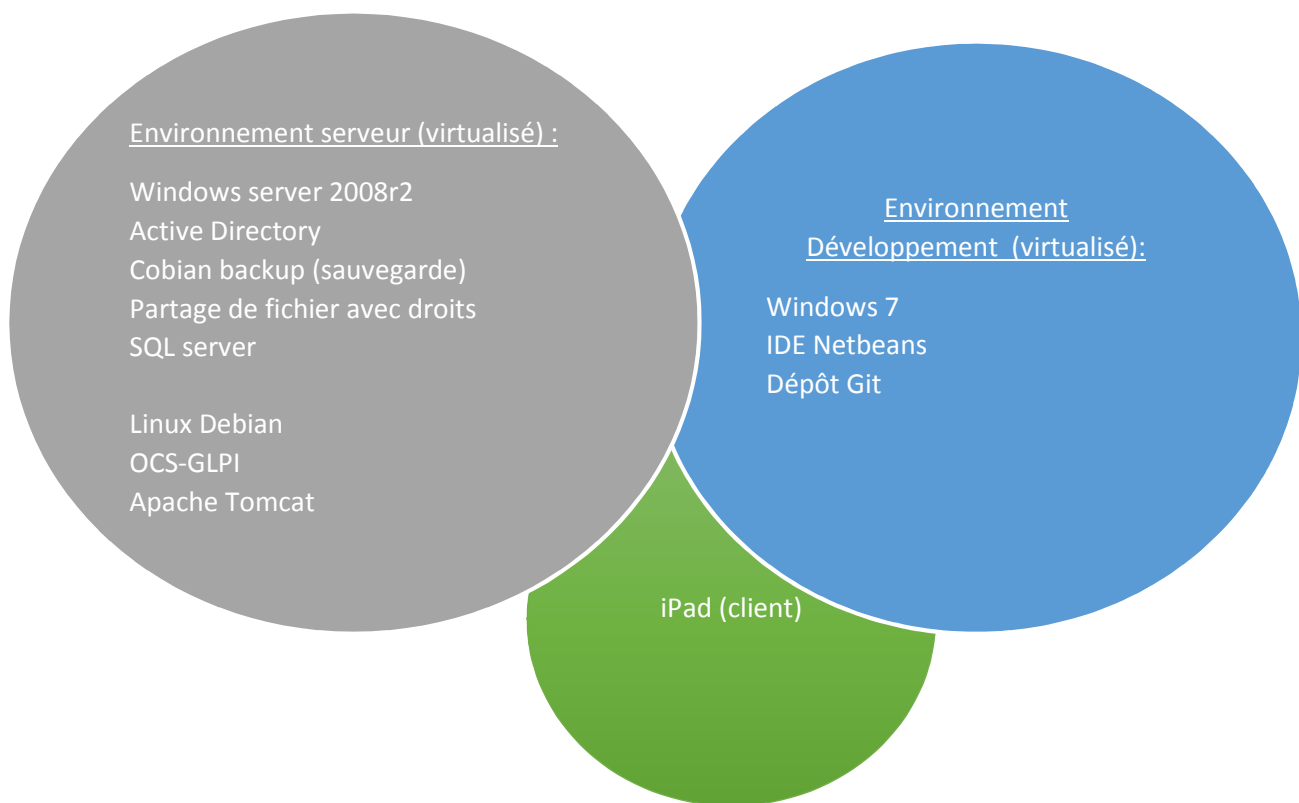 Environnement serveur (virtualisé) :
Windows server 2008r2
Active Directory
Cobian backup (sauvegarde)
Partage de fichier avec droits
SQL server
Linux Debian
OCS-GLPI
Apache Tomcat
Environnement
Développement (virtualisé):
Windows 7
IDE Netbeans
Dépôt Git
iPad (client)